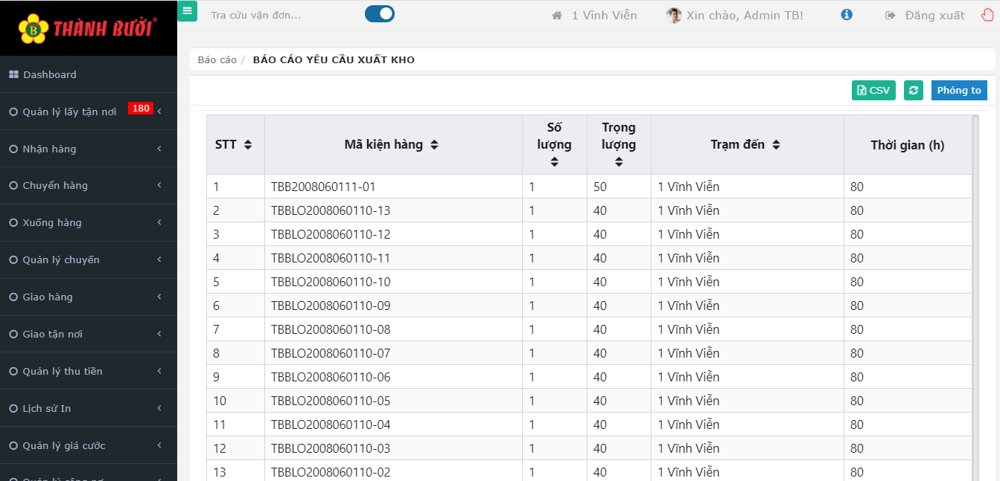 THÀNH BƯỞI®
B
Tra cứu vận đơn...
1 Vĩnh Viễn
Xin chào, Admin TB!
Đăng xuất
Dashboard
Quản lý lấy tận nơi 180
Nhận hàng
Chuyển hàng
Xuống hàng
Quản lý chuyến
Giao hàng
Giao tận nơi
Quản lý thu tiền
Lịch sử In
Quản lý giá cước
Báo cáo / BÁO CÁO YÊU CẦU XUẤT KHO
CSV Phóng to
STT Mã kiện hàng Số lượng Trọng lượng Trạm đến Thời gian (h)
1 TBB2008060111-01 1 50 1 Vĩnh Viễn 80
2 TBBLO2008060110-13 1 40 1 Vĩnh Viễn 80
3 TBBLO2008060110-12 1 40 1 Vĩnh Viễn 80
4 TBBLO2008060110-11 1 40 1 Vĩnh Viễn 80
5 TBBLO2008060110-10 1 40 1 Vĩnh Viễn 80
6 TBBLO2008060110-09 1 40 1 Vĩnh Viễn 80
7 TBBLO2008060110-08 1 40 1 Vĩnh Viễn 80
8 TBBLO2008060110-07 1 40 1 Vĩnh Viễn 80
9 TBBLO2008060110-06 1 40 1 Vĩnh Viễn 80
10 TBBLO2008060110-05 1 40 1 Vĩnh Viễn 80
11 TBBLO2008060110-04 1 40 1 Vĩnh Viễn 80
12 TBBLO2008060110-03 1 40 1 Vĩnh Viễn 80
13 TBBLO2008060110-02 1 40 1 Vĩnh Viễn 80